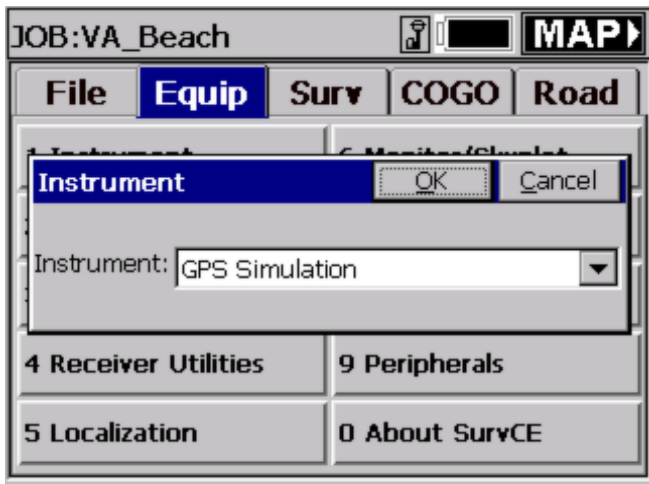 JOB:VA_Beach MAP
File Equip Surv COGO Road
Instrument OK Cancel
Instrument: GPS Simulation
4 Receiver Utilities 9 Peripherals
5 Localization 0 About SurvCE